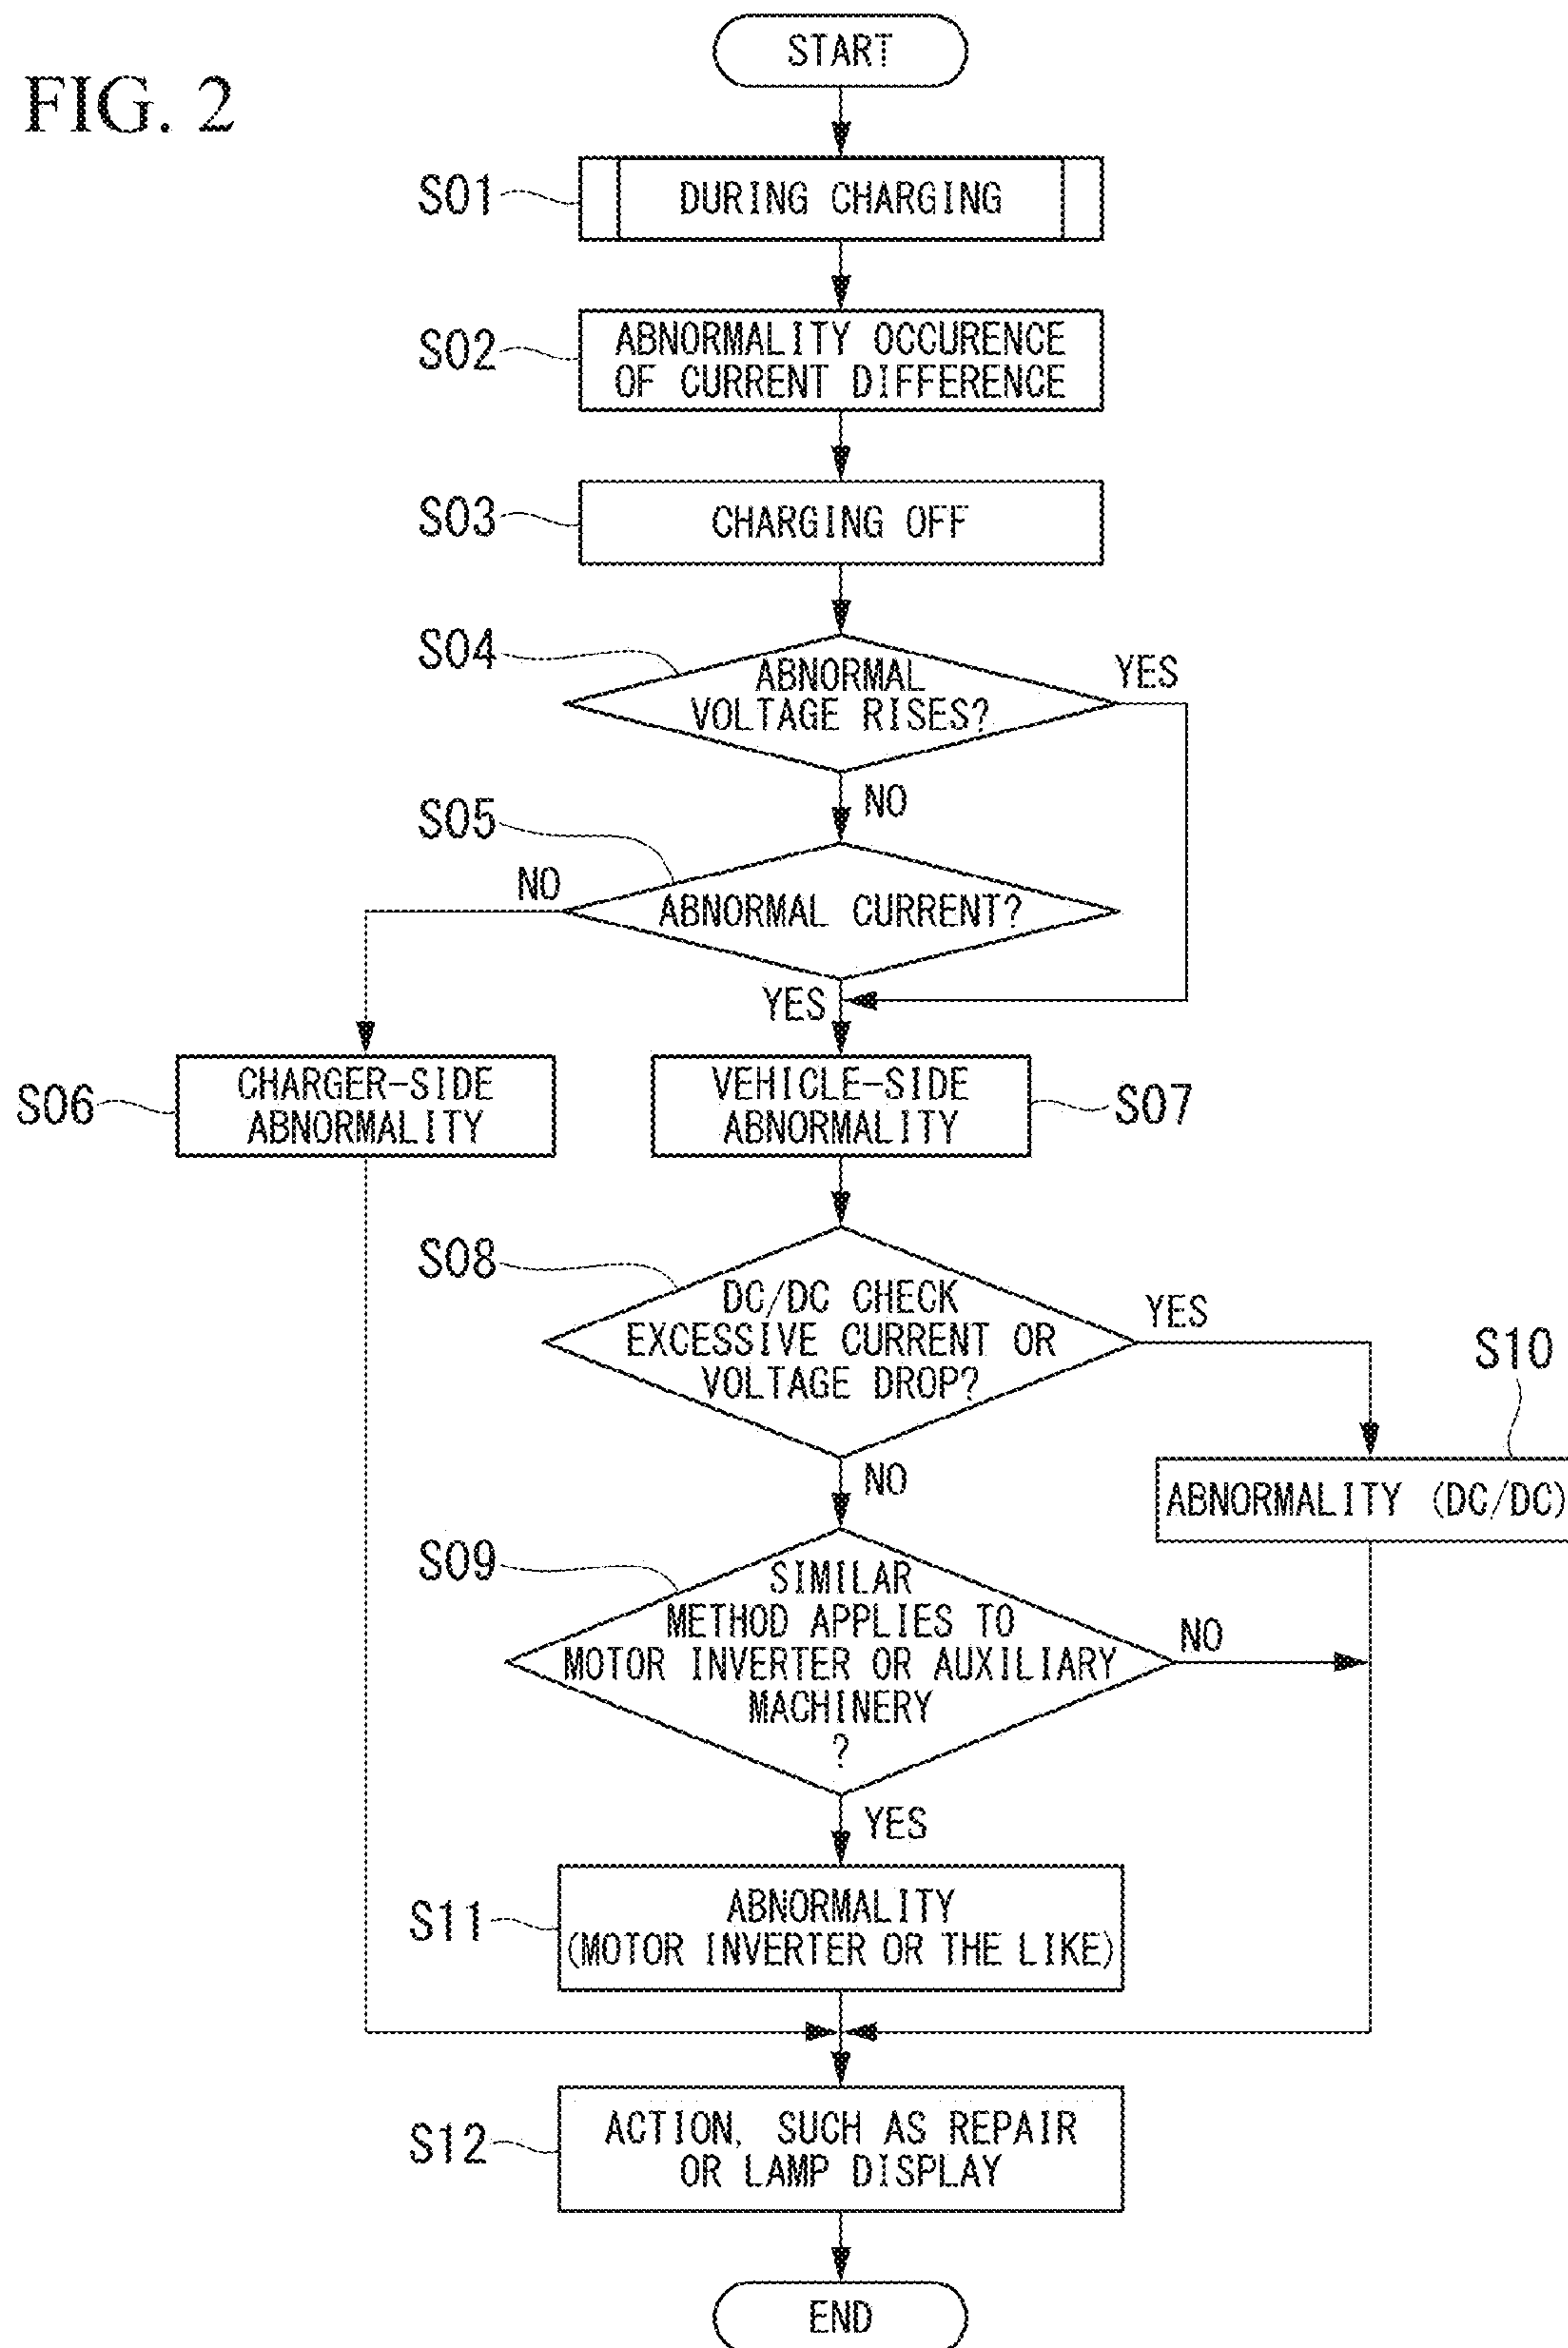 FIG. 2
START
S01
DURING CHARGING
S02
ABNORMALITY OCCURENCE
OF CURRENT DIFFERENCE
S03
CHARGING OFF
S04
ABNORMAL
VOLTAGE RISES?
YES
NO
S05
NO
ABNORMAL CURRENT?
YES
S06
CHARGER-SIDE
ABNORMALITY
VEHICLE-SIDE
ABNORMALITY
S07
S08
DC/DC CHECK
EXCESSIVE CURRENT OR
VOLTAGE DROP?
YES
S10
NO
ABNORMALITY (DC/DC)
S09
SIMILAR
METHOD APPLIES TO
MOTOR INVERTER OR AUXILIARY
MACHINERY
?
NO
YES
S11
ABNORMALITY
(MOTOR INVERTER OR THE LIKE)
S12
ACTION, SUCH AS REPAIR
OR LAMP DISPLAY
END